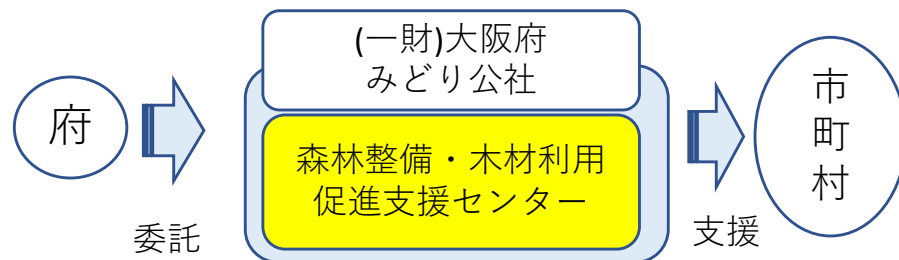 府
委託
(一財)大阪府
みどり公社
森林整備・木材利用
促進支援センター
支援
市
町
村